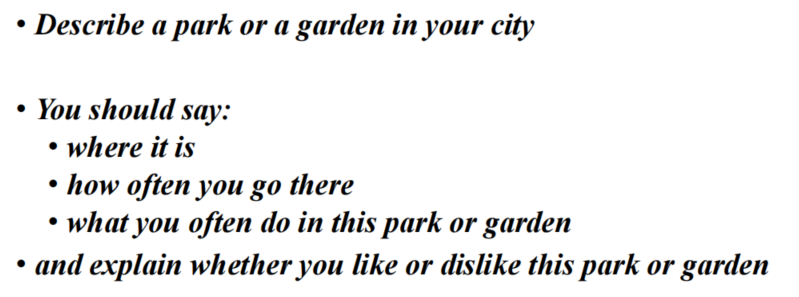 • Describe a park or a garden in your city
• You should say:
• where it is
• how often you go there
• what you often do in this park or garden
• and explain whether you like or dislike this park or garden